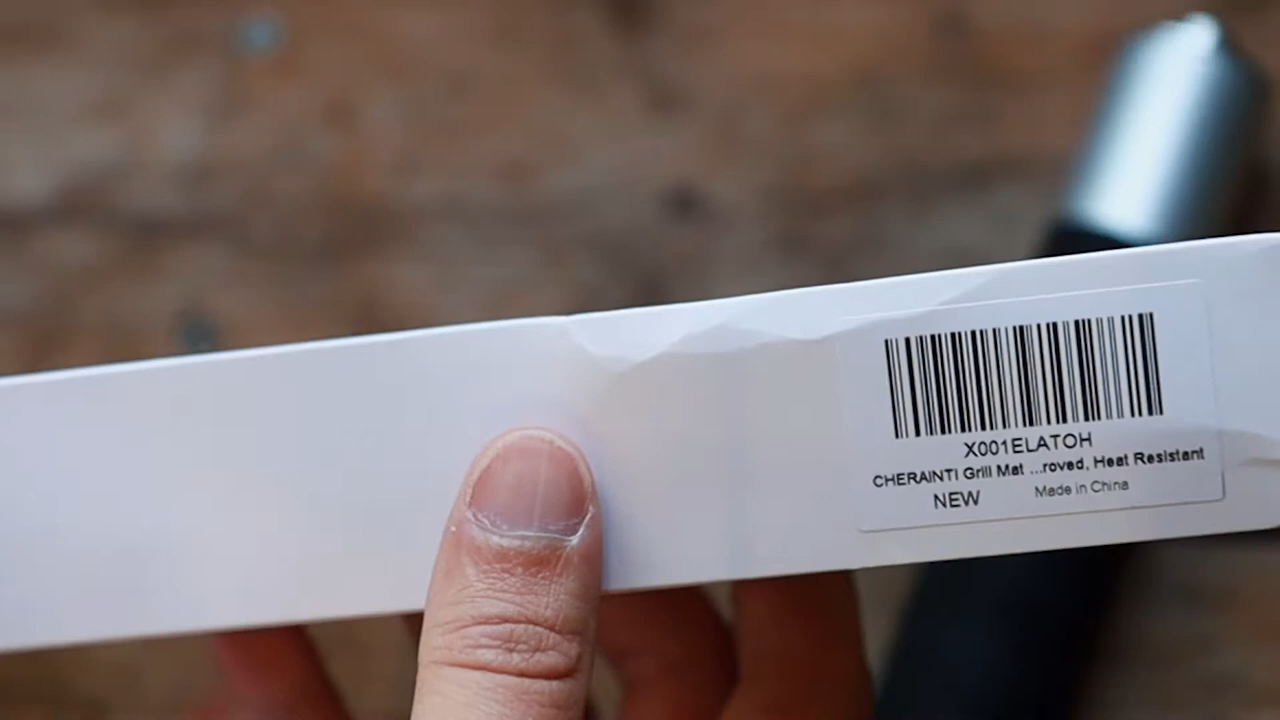 X001ELATOH
CHERAINTI Grill Mat ...roved, Heat Resistant
NEW Made in China